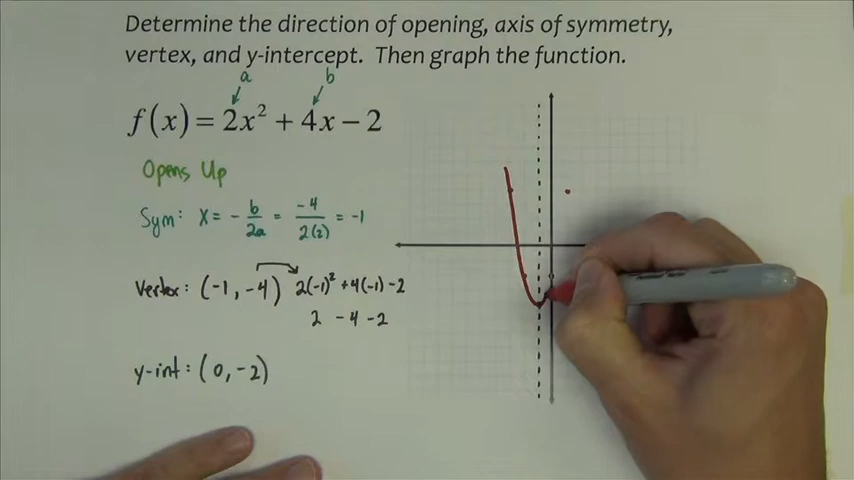 Determine the direction of opening, axis of symmetry,
vertex, and y-intercept. Then graph the function.
a b
f(x) = 2x² + 4x − 2
Opens Up
Sym: X = - b/2a = -4/2(2) = -1
Vertex: (-1, -4) 2(-1)² + 4(-1) - 2
2 - 4 - 2
y-int: (0, -2)